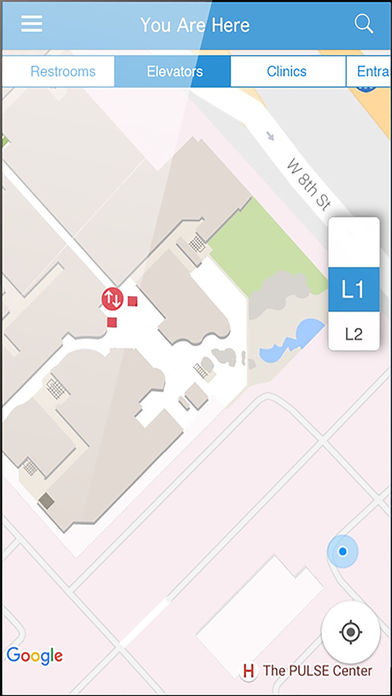 You Are Here
Restrooms
Elevators
Clinics
Entra
W 8th St
L1
L2
Google
H
The PULSE Center